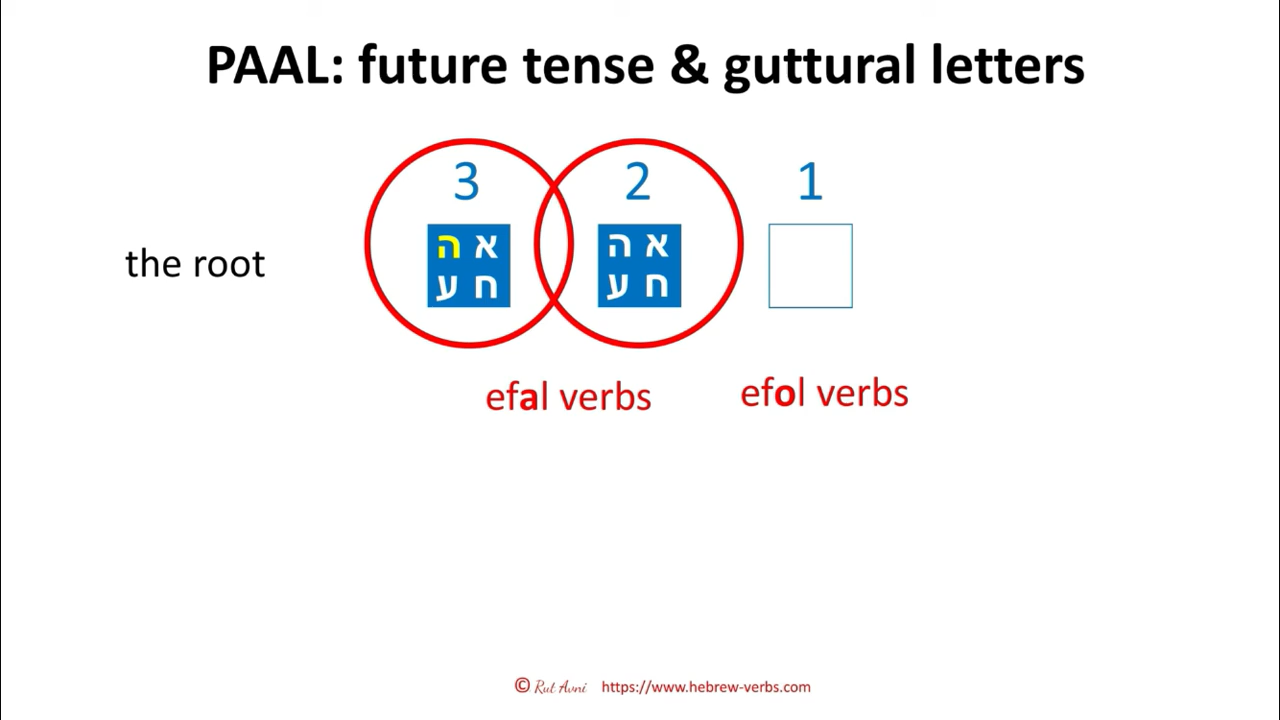 PAAL: future tense & guttural letters
3 2 1
the root
ה א
ע ח
ה א
ע ח
efal verbs
efol verbs
© Rut Avni https://www.hebrew-verbs.com